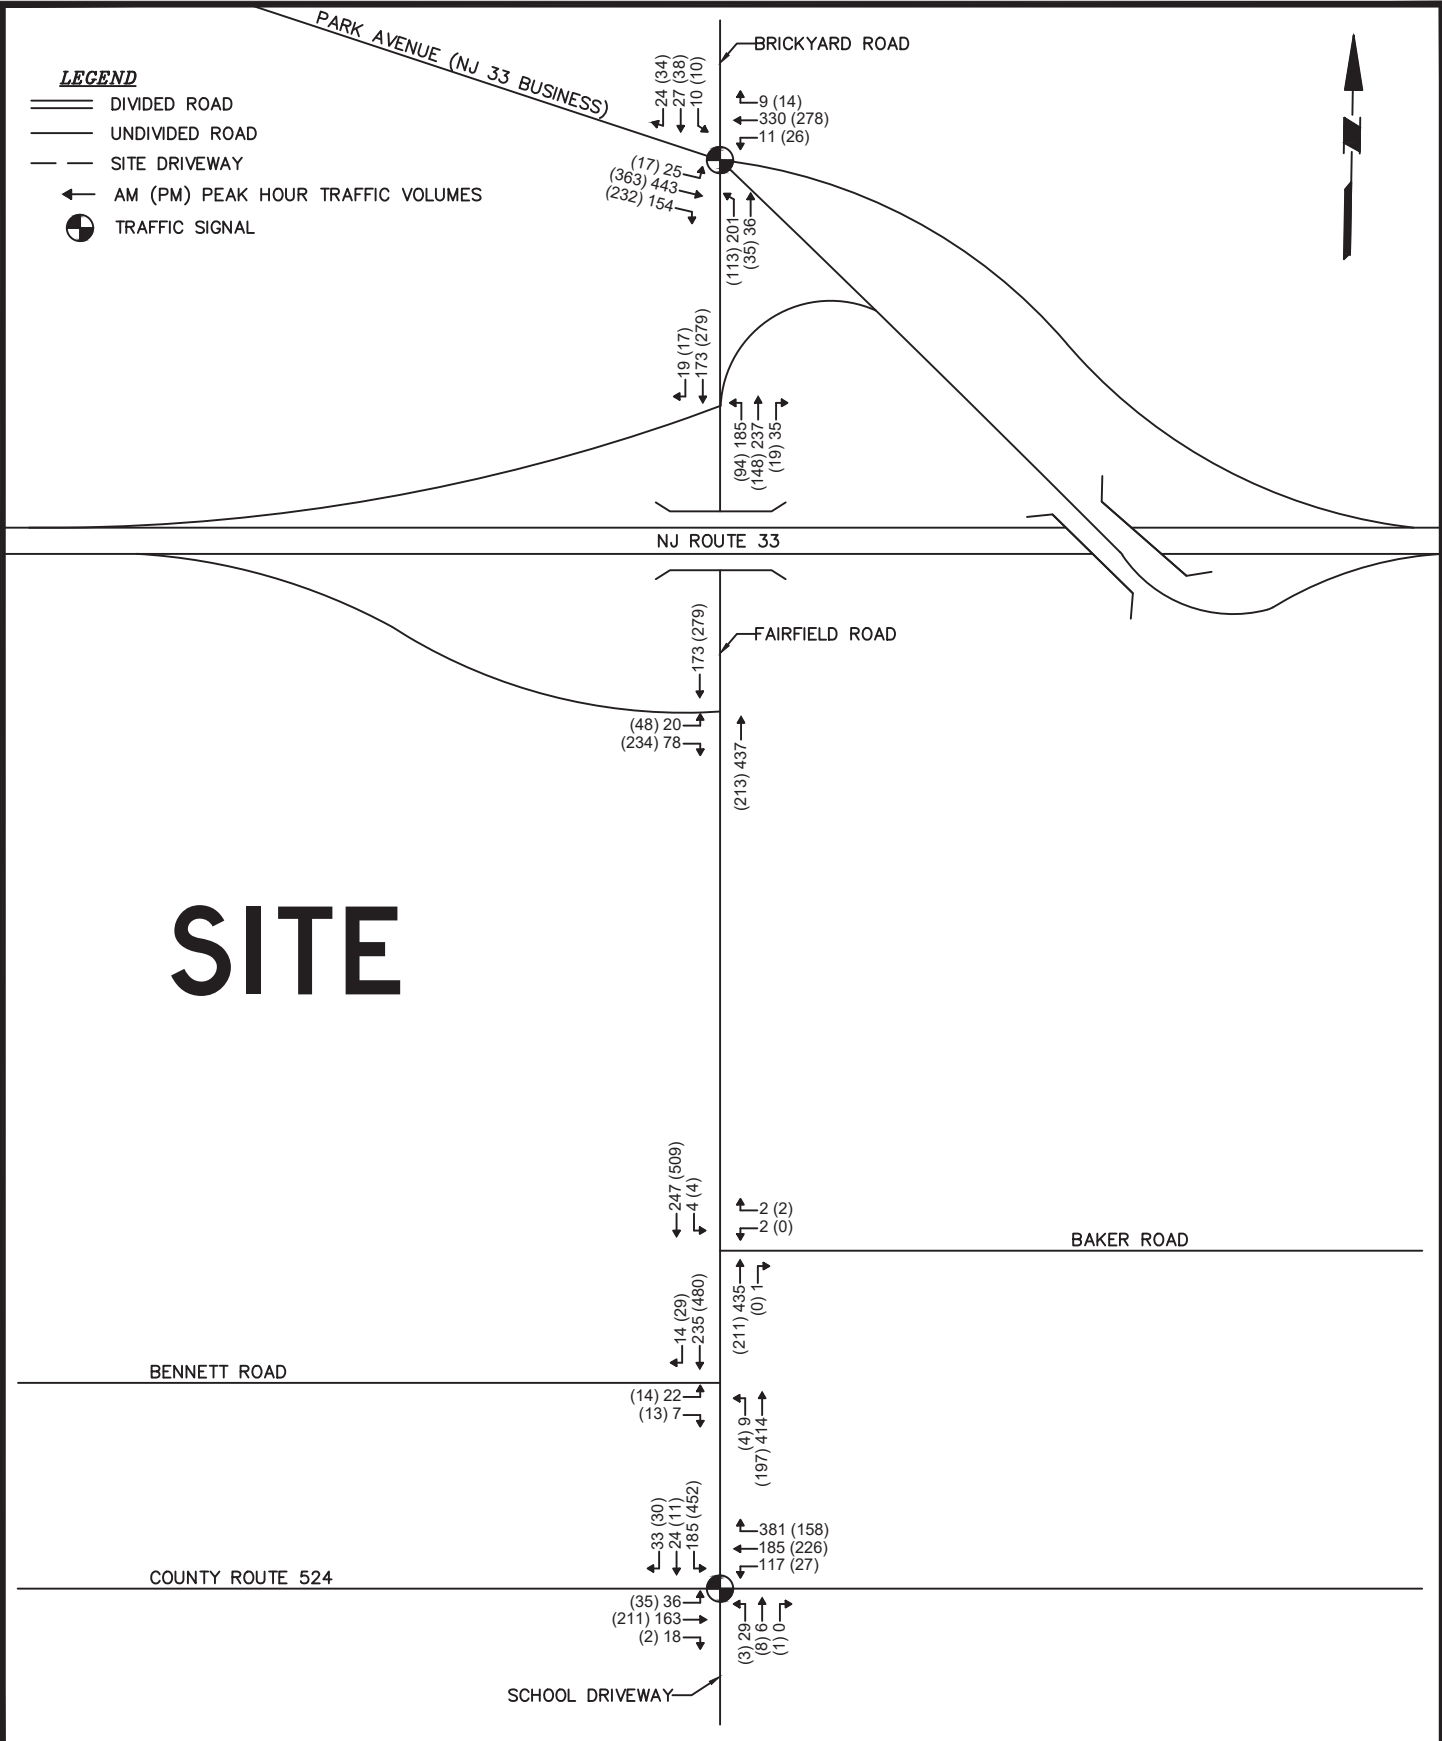 PARK AVENUE (NJ 33 BUSINESS)
BRICKYARD ROAD
LEGEND
DIVIDED ROAD
UNDIVIDED ROAD
SITE DRIVEWAY
AM (PM) PEAK HOUR TRAFFIC VOLUMES
TRAFFIC SIGNAL
24 (34)
27 (38)
10 (10)
9 (14)
330 (278)
11 (26)
(17) 25
(363) 443
(232) 154
(113) 201
(35) 36
19 (17)
173 (279)
(94) 185
(148) 237
(19) 35
NJ ROUTE 33
173 (279)
FAIRFIELD ROAD
(48) 20
(234) 78
(213) 437
SITE
247 (509)
4 (4)
2 (2)
2 (0)
BAKER ROAD
(211) 435
(0) 1
14 (29)
235 (480)
BENNETT ROAD
(14) 22
(13) 7
(4) 9
(197) 414
33 (30)
24 (11)
185 (452)
381 (158)
185 (226)
117 (27)
COUNTY ROUTE 524
(35) 36
(211) 163
(2) 18
(3) 29
(8) 6
(1) 0
SCHOOL DRIVEWAY